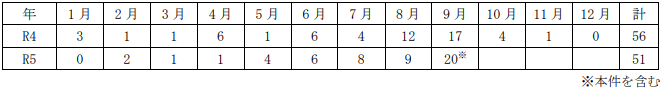 年 1月 2月 3月 4月 5月 6月 7月 8月 9月 10月 11月 12月 計
R4 3 1 1 6 1 6 4 12 17 4 1 0 56
R5 0 2 1 1 4 6 8 9 20※ 51
※本件を含む